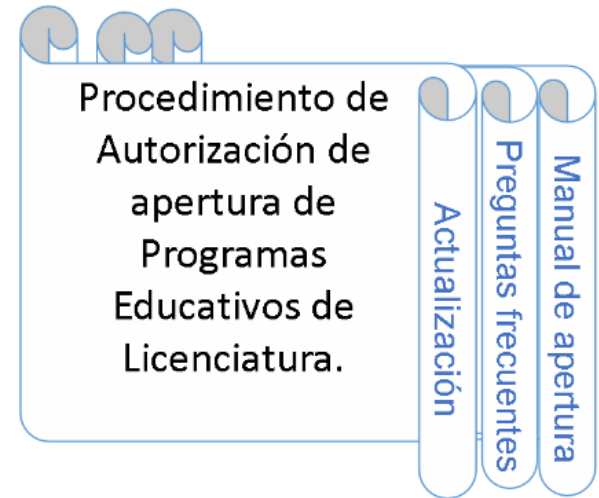 Procedimiento de
Autorización de
apertura de
Programas
Educativos de
Licenciatura.
Actualización
Preguntas frecuentes
Manual de apertura